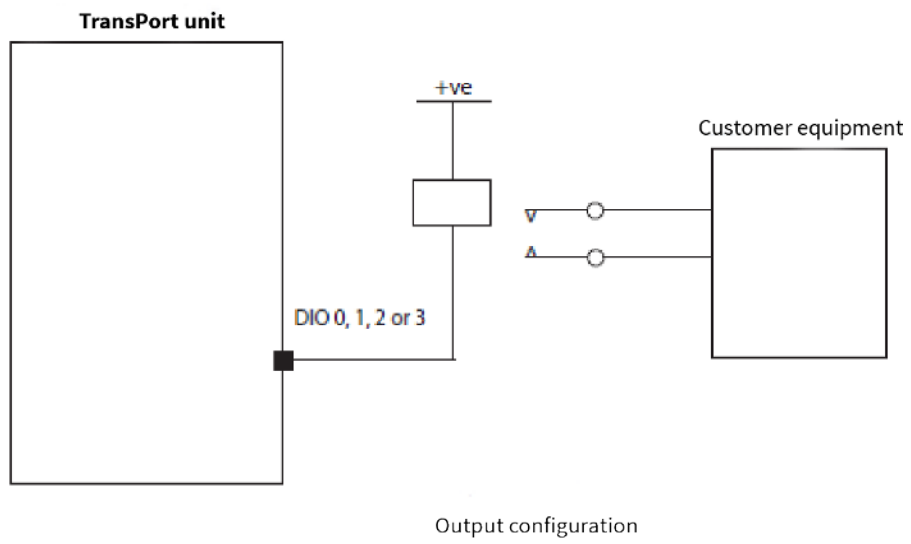 TransPort unit
+ve
Customer equipment
DIO 0, 1, 2 or 3
Output configuration